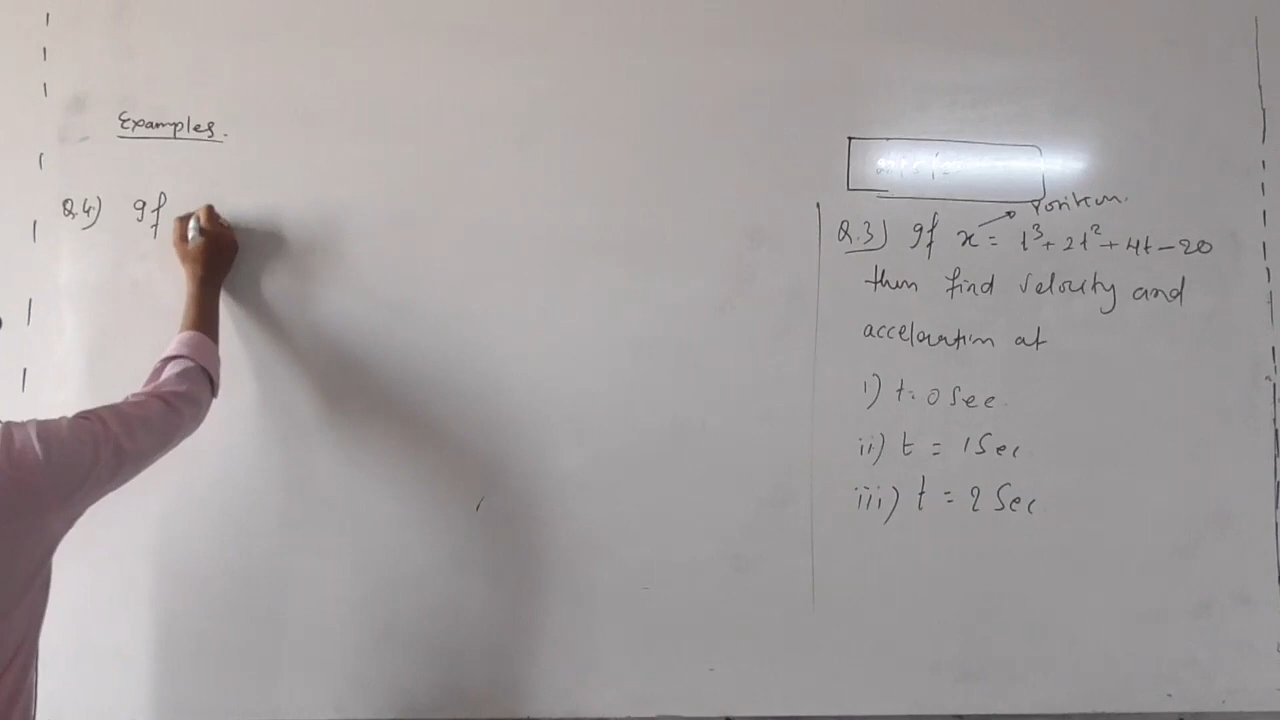 Examples.
Q.4) If
Position.
Q.3) If x = t³ + 2t² + 4t - 20
then find velocity and
acceleration at
i) t = 0 Sec.
ii) t = 1 Sec
iii) t = 2 Sec